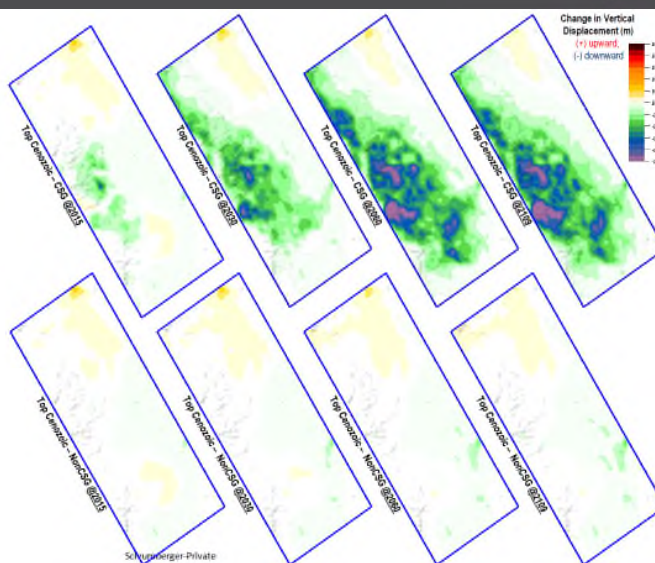 Change in Vertical
Displacement (m)
(+) upward,
(-) downward
Top Cenozoic – CSG @2015
Top Cenozoic – CSG @2030
Top Cenozoic – CSG @2060
Top Cenozoic – CSG @2109
Top Cenozoic – NonCSG @2015
Top Cenozoic – NonCSG @2030
Top Cenozoic – NonCSG @2060
Top Cenozoic – NonCSG @2109
Schlumberger-Private